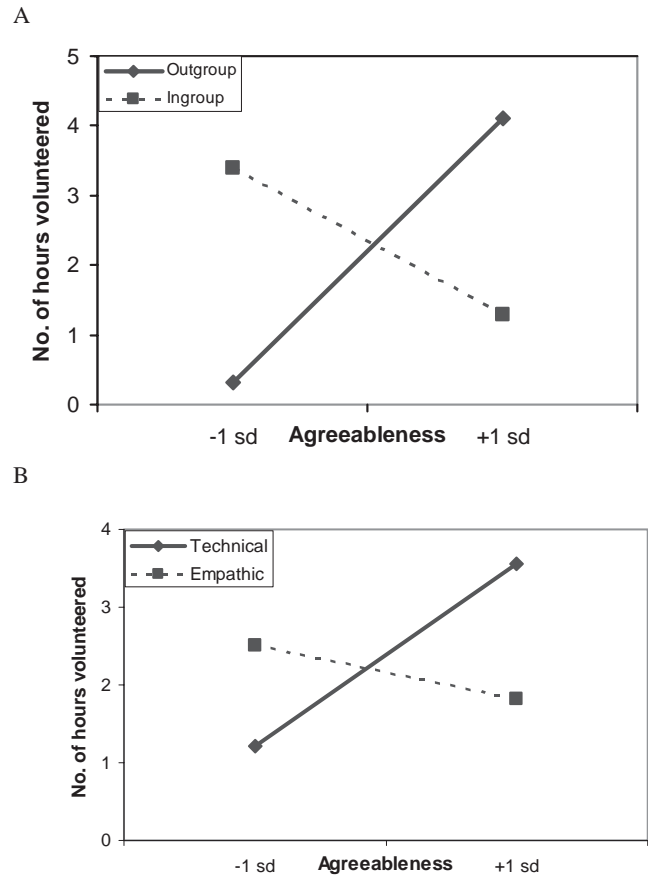 A
5
Outgroup
Ingroup
4
3
2
1
0
No. of hours volunteered
-1 sd Agreeableness +1 sd
B
4
Technical
Empathic
3
2
1
0
No. of hours volunteered
-1 sd Agreeableness +1 sd